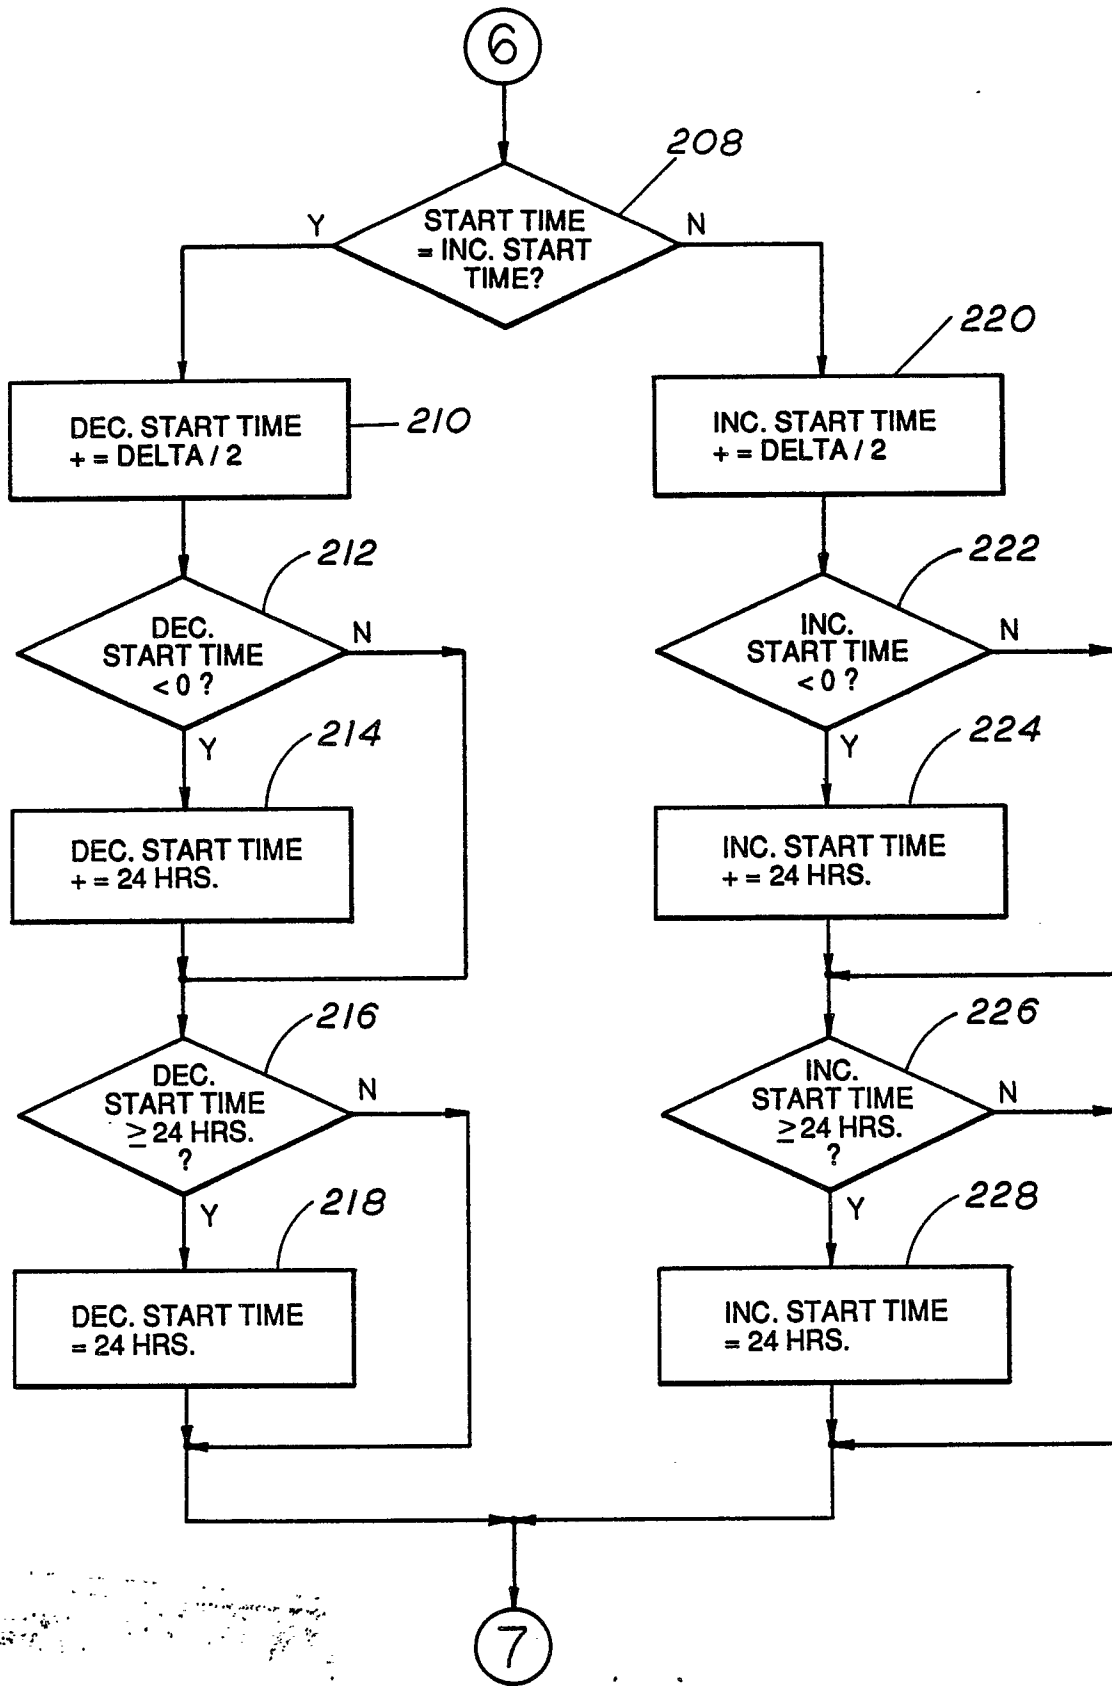 6
208
Y
START TIME
= INC. START
TIME?
N
220
DEC. START TIME
+ = DELTA / 2
210
INC. START TIME
+ = DELTA / 2
212
DEC.
START TIME
< 0 ?
N
Y
222
INC.
START TIME
< 0 ?
N
Y
214
DEC. START TIME
+ = 24 HRS.
224
INC. START TIME
+ = 24 HRS.
216
DEC.
START TIME
≥ 24 HRS.
?
N
Y
226
INC.
START TIME
≥ 24 HRS.
?
N
Y
218
DEC. START TIME
= 24 HRS.
228
INC. START TIME
= 24 HRS.
7